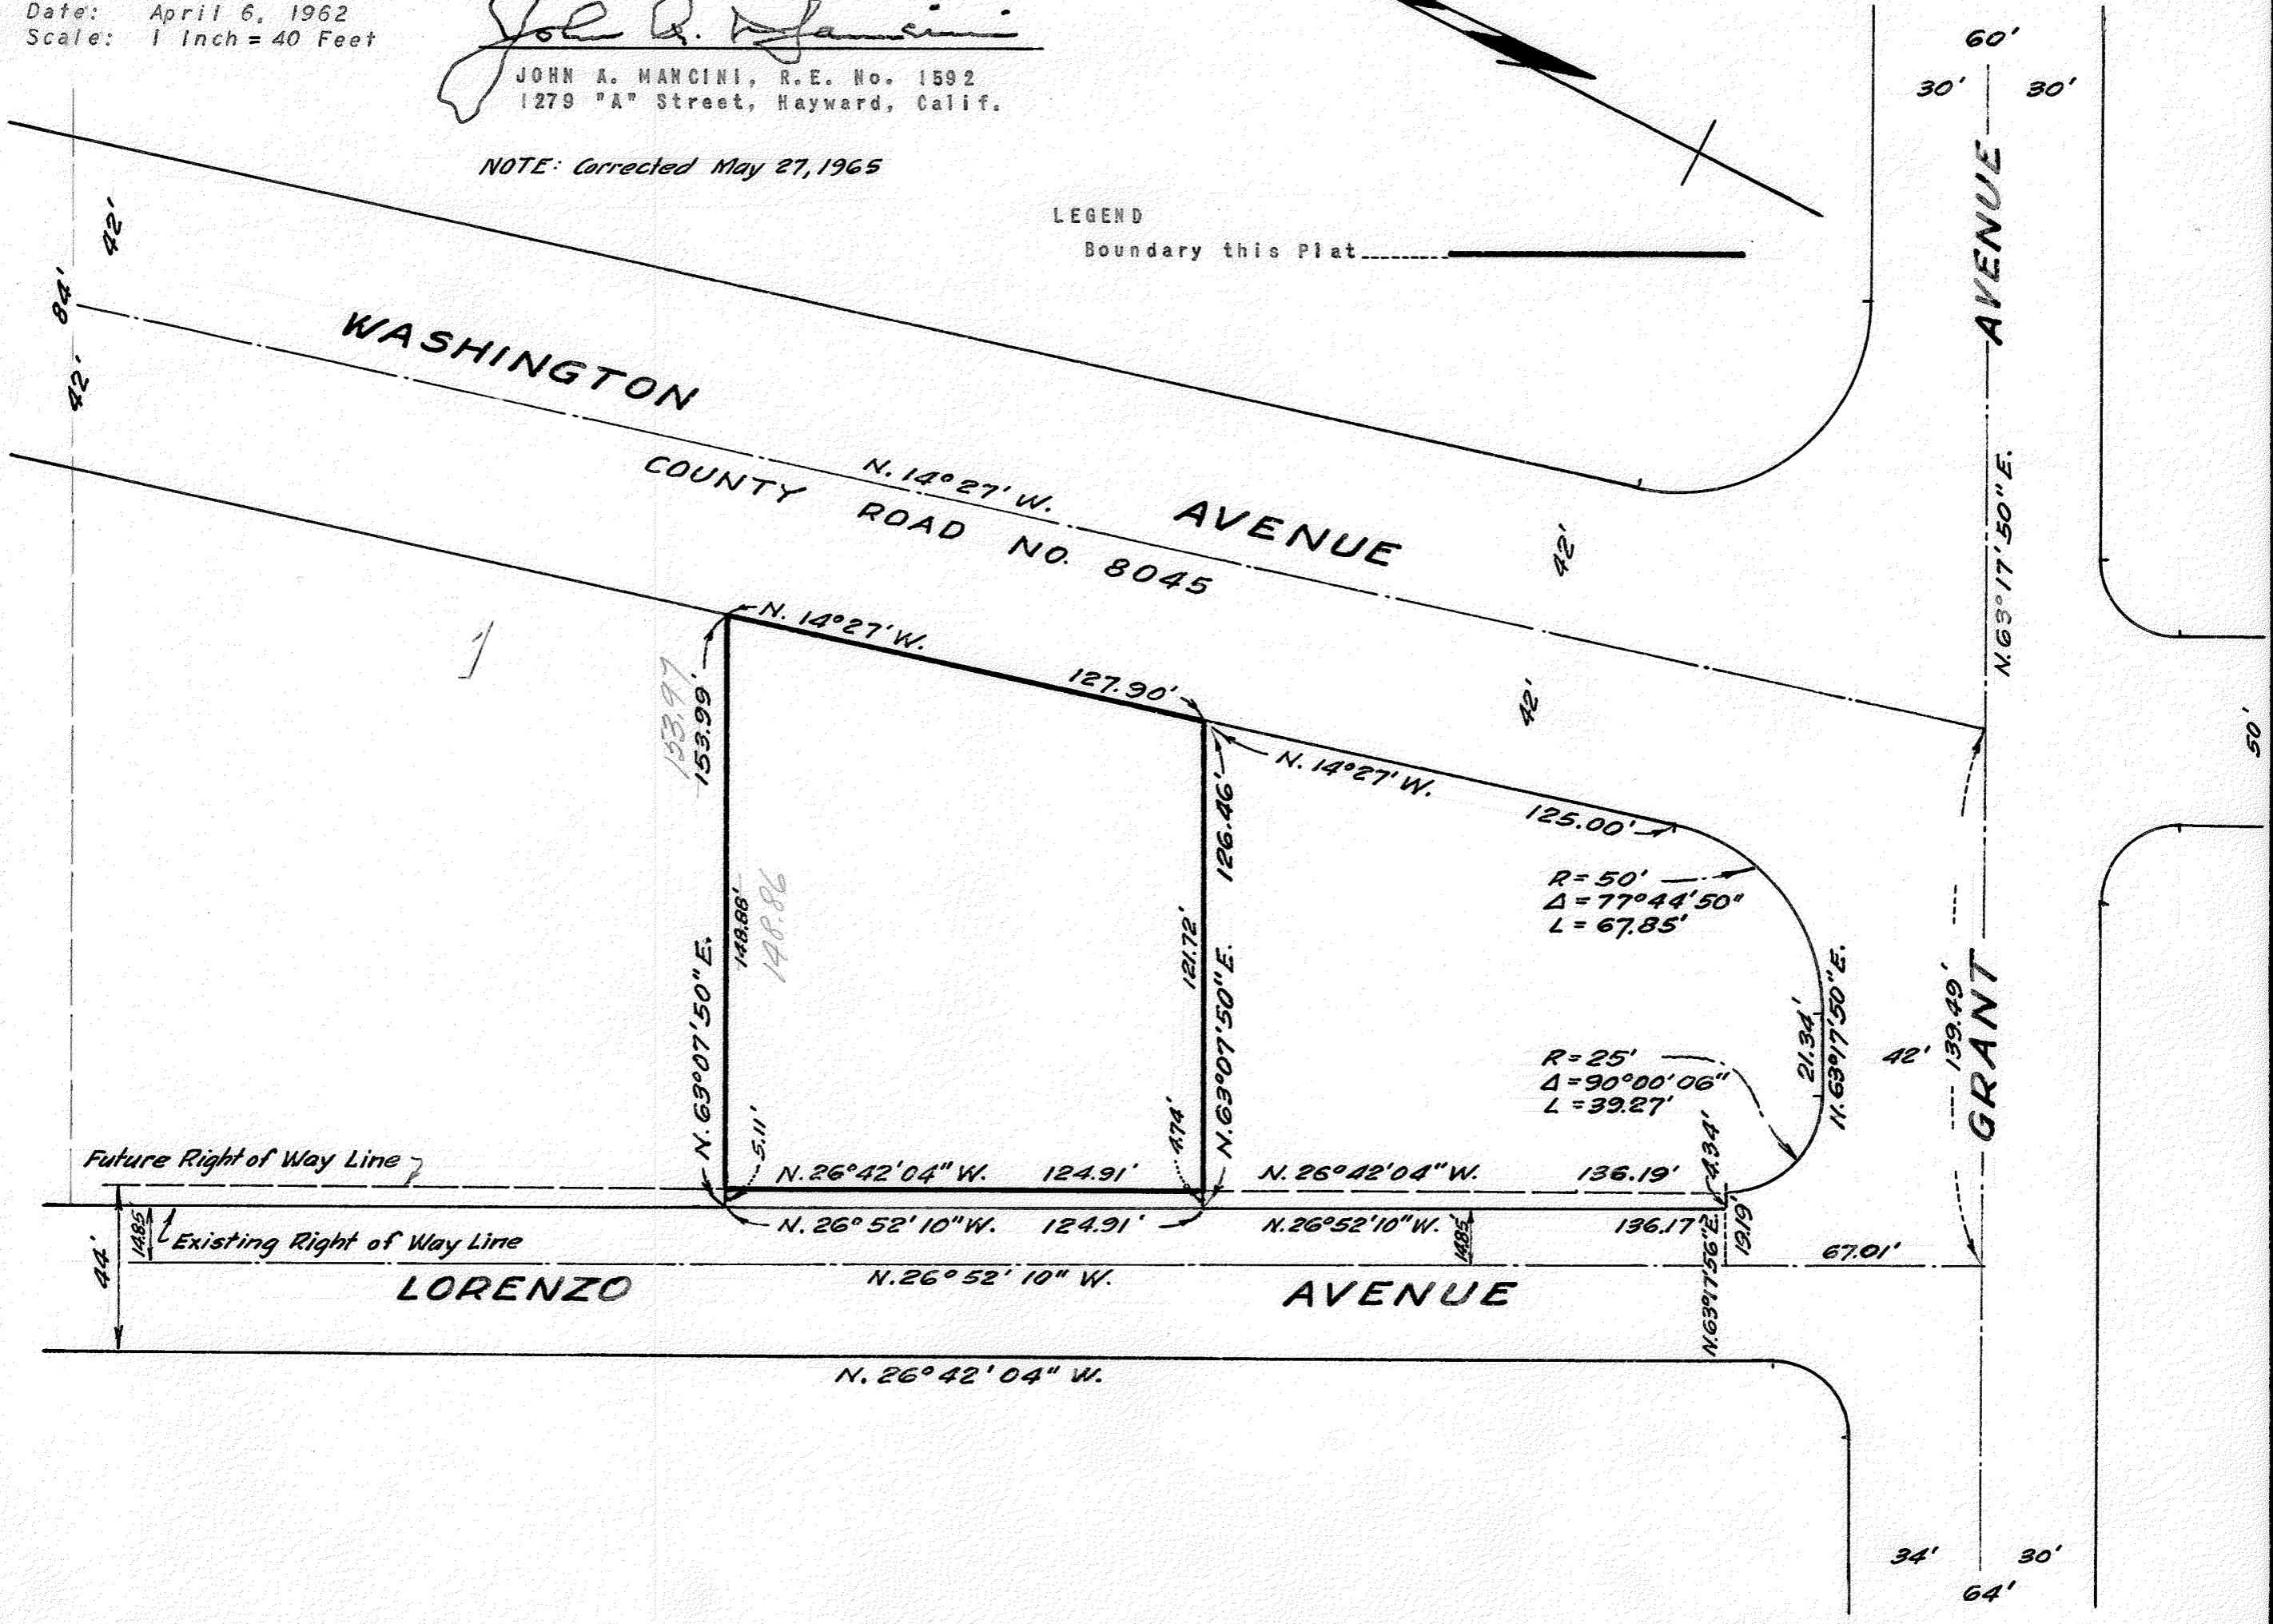 Date: April 6, 1962
Scale: 1 Inch = 40 Feet
John A. Mancini
JOHN A. MANCINI, R.E. No. 1592
1279 "A" Street, Hayward, Calif.
NOTE: Corrected May 27, 1965
LEGEND
Boundary this Plat
60'
30' 30'
AVENUE
N.63°17'50"E.
42'
84'
42'
WASHINGTON
AVENUE
N. 14°27' W.
COUNTY ROAD NO. 8045
42'
42'
50'
1
N. 14°27' W.
127.90'
N. 14°27' W.
125.00'
153.97
153.99'
148.88'
148.86
N.63°07'50"E.
5.11'
126.46'
121.72'
N.63°07'50"E.
4.74'
R=50'
Δ=77°44'50"
L=67.85'
R=25'
Δ=90°00'06"
L=39.27'
21.34'
N.63°17'50"E.
42'
139.49'
GRANT
4.34'
Future Right of Way Line
N.26°42'04"W. 124.91'
N.26°42'04"W. 136.19'
N.26°52'10"W. 124.91'
N.26°52'10"W. 136.17'
14.85
14.85'
44'
Existing Right of Way Line
N.63°17'56"E.
19.19'
67.01'
N.26°52'10" W.
LORENZO AVENUE
N.26°42'04" W.
34' 30'
64'